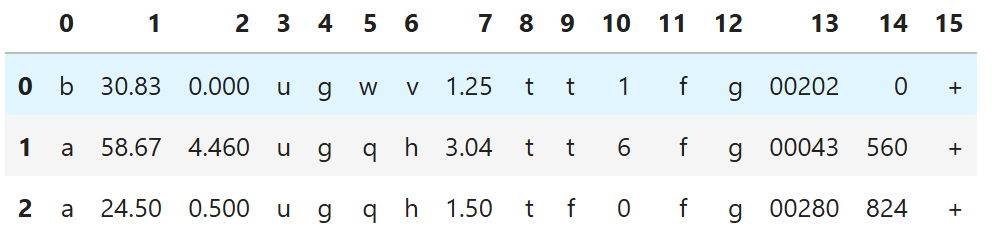 0 1 2 3 4 5 6 7 8 9 10 11 12 13 14 15
0 b 30.83 0.000 u g w v 1.25 t t 1 f g 00202 0 +
1 a 58.67 4.460 u g q h 3.04 t t 6 f g 00043 560 +
2 a 24.50 0.500 u g q h 1.50 t f 0 f g 00280 824 +